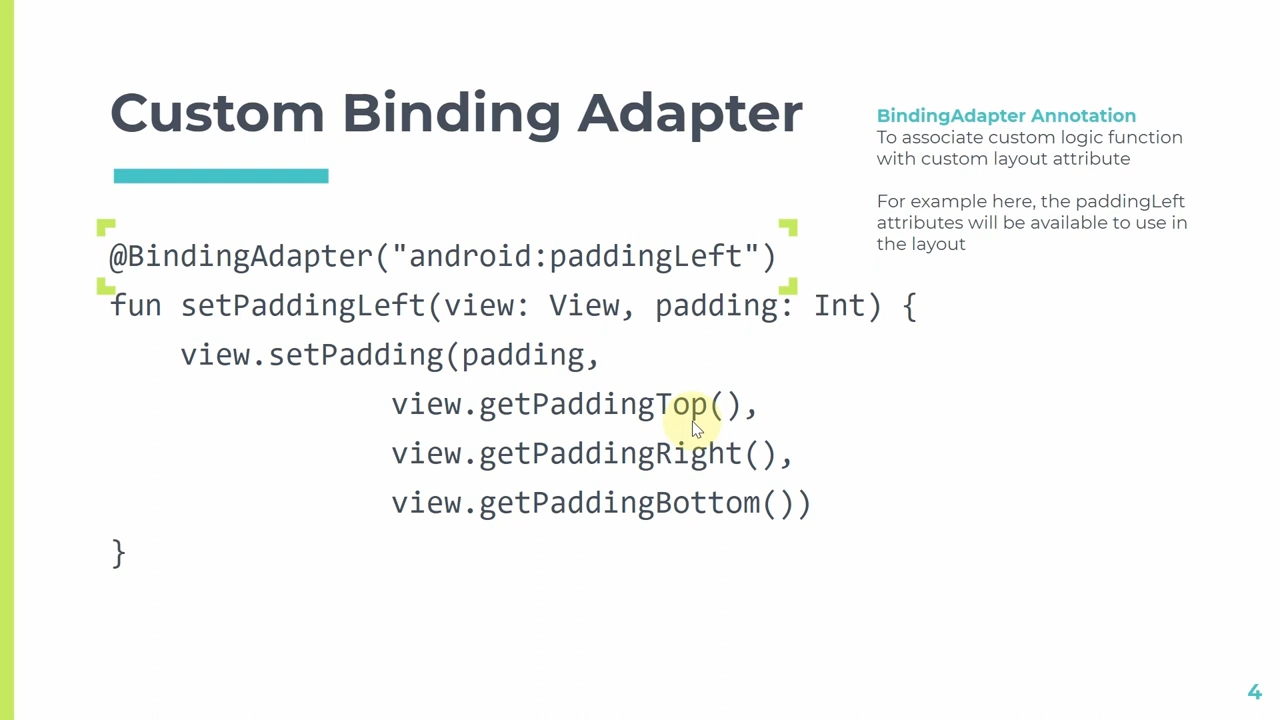 Custom Binding Adapter
@BindingAdapter("android:paddingLeft")
fun setPaddingLeft(view: View, padding: Int) {
    view.setPadding(padding,
                view.getPaddingTop(),
                view.getPaddingRight(),
                view.getPaddingBottom())
}
BindingAdapter Annotation
To associate custom logic function
with custom layout attribute
For example here, the paddingLeft
attributes will be available to use in
the layout
4